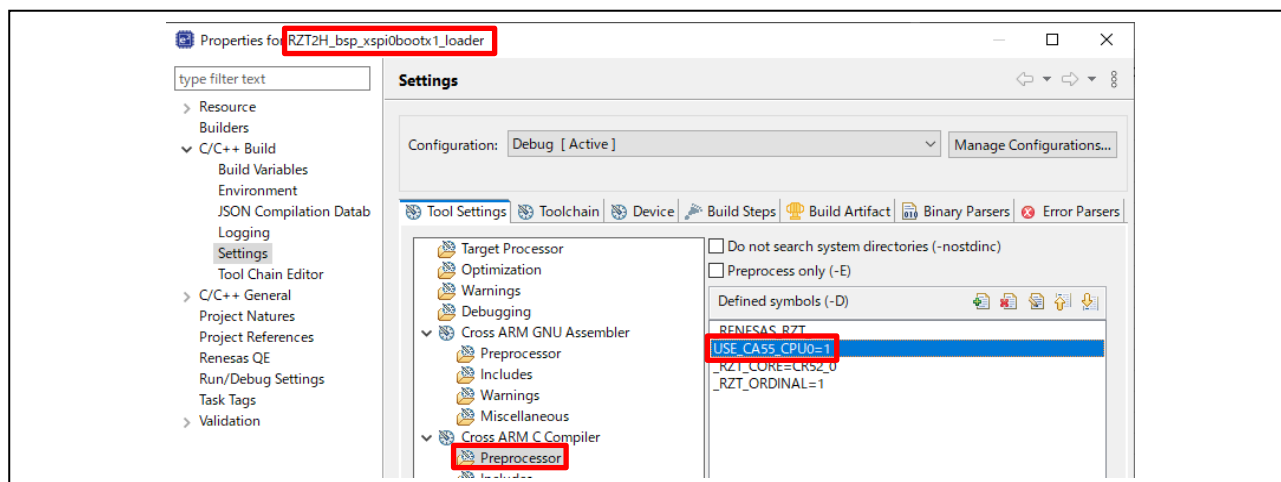 Properties for RZT2H_bsp_xspi0bootx1_loader
type filter text
Settings
Resource
Builders
C/C++ Build
Build Variables
Environment
JSON Compilation Datab
Logging
Settings
Tool Chain Editor
C/C++ General
Project Natures
Project References
Renesas QE
Run/Debug Settings
Task Tags
Validation
Configuration: Debug [ Active ]
Manage Configurations...
Tool Settings Toolchain Device Build Steps Build Artifact Binary Parsers Error Parsers
Target Processor
Optimization
Warnings
Debugging
Cross ARM GNU Assembler
Preprocessor
Includes
Warnings
Miscellaneous
Cross ARM C Compiler
Preprocessor
Includes
Do not search system directories (-nostdinc)
Preprocess only (-E)
Defined symbols (-D)
_RENESAS_RZT_
USE_CA55_CPU0=1
_RZT_CORE=CR52_0
_RZT_ORDINAL=1